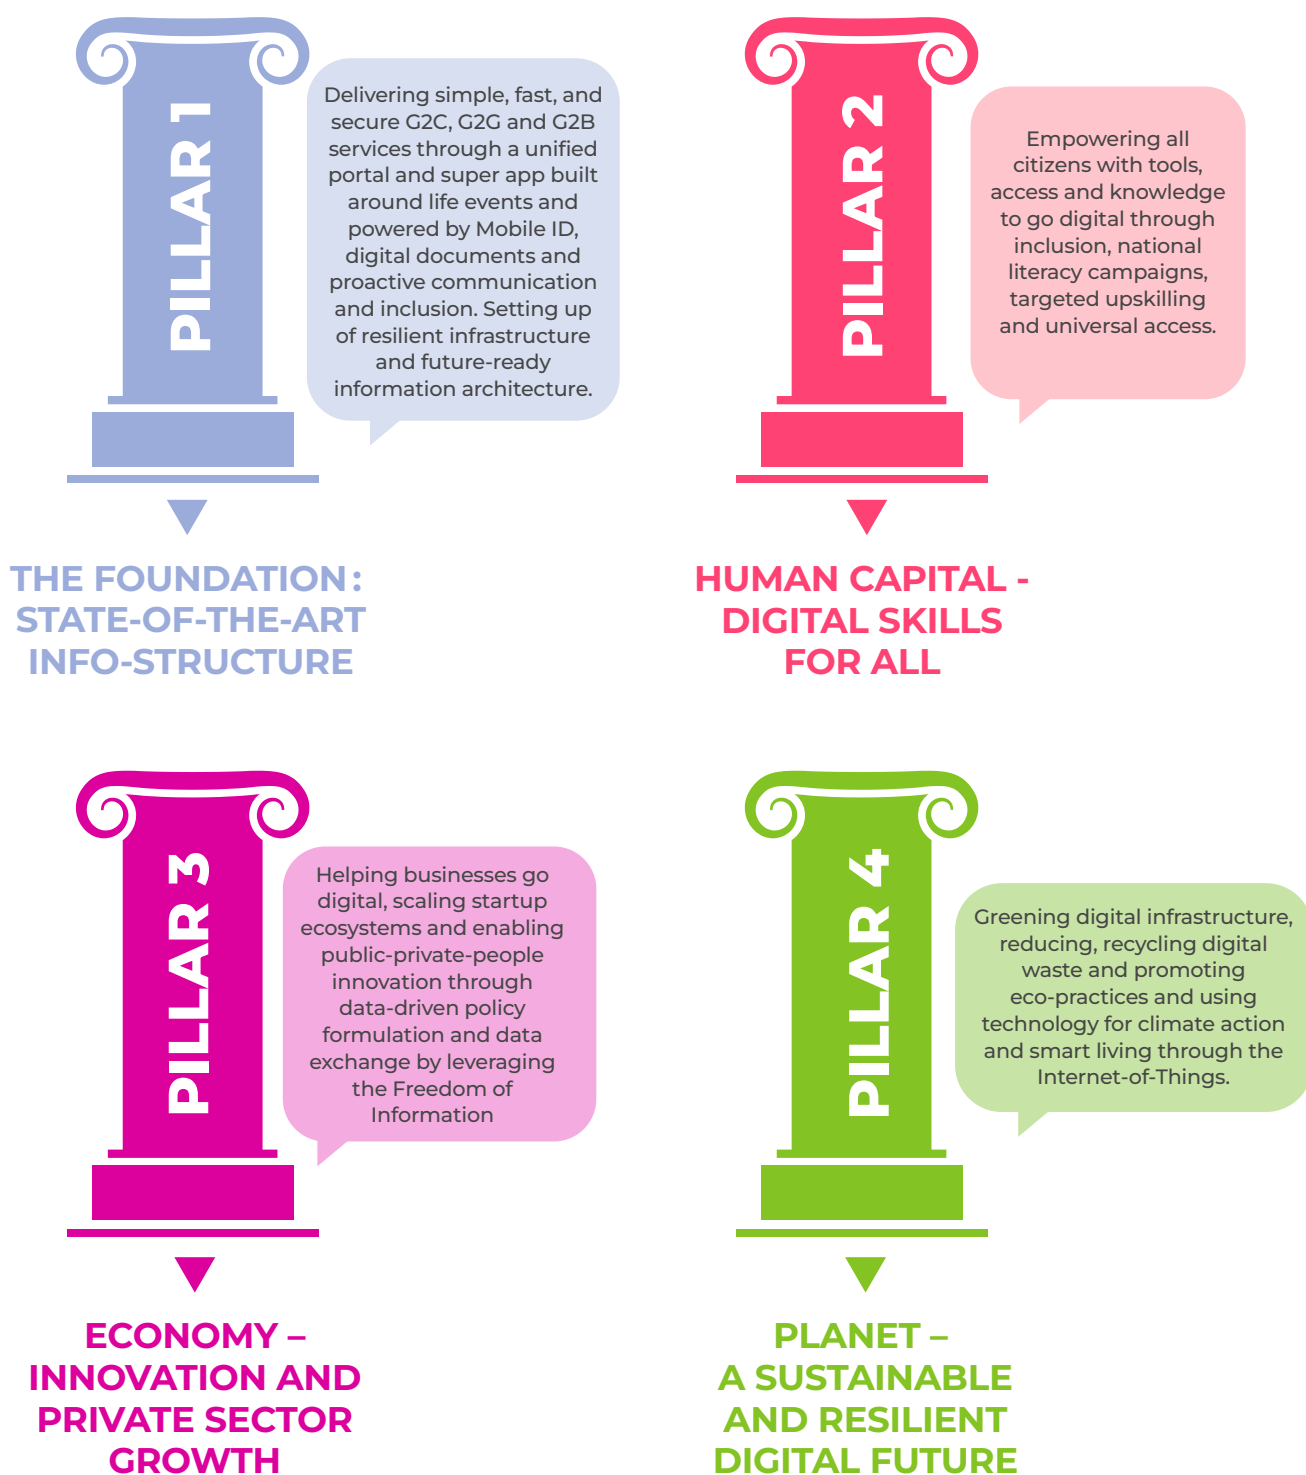 PILLAR 1
Delivering simple, fast, and
secure G2C, G2G and G2B
services through a unified
portal and super app built
around life events and
powered by Mobile ID,
digital documents and
proactive communication
and inclusion. Setting up
of resilient infrastructure
and future-ready
information architecture.
THE FOUNDATION :
STATE-OF-THE-ART
INFO-STRUCTURE
PILLAR 2
Empowering all
citizens with tools,
access and knowledge
to go digital through
inclusion, national
literacy campaigns,
targeted upskilling
and universal access.
HUMAN CAPITAL -
DIGITAL SKILLS
FOR ALL
PILLAR 3
Helping businesses go
digital, scaling startup
ecosystems and enabling
public-private-people
innovation through
data-driven policy
formulation and data
exchange by leveraging
the Freedom of
Information
ECONOMY –
INNOVATION AND
PRIVATE SECTOR
GROWTH
PILLAR 4
Greening digital infrastructure,
reducing, recycling digital
waste and promoting
eco-practices and using
technology for climate action
and smart living through the
Internet-of-Things.
PLANET –
A SUSTAINABLE
AND RESILIENT
DIGITAL FUTURE